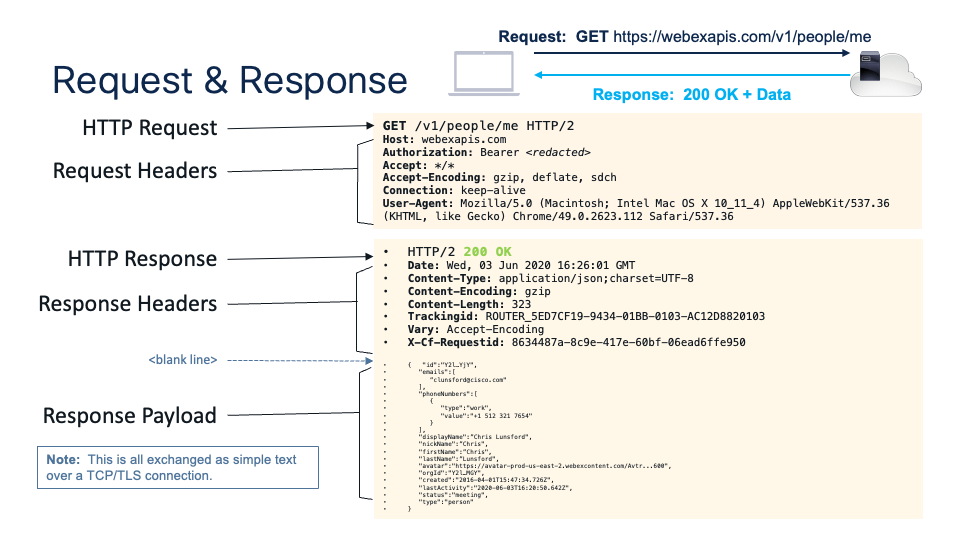 Request: GET https://webexapis.com/v1/people/me
Request & Response
Response: 200 OK + Data
HTTP Request
GET /v1/people/me HTTP/2
Request Headers
Host: webexapis.com
Authorization: Bearer <redacted>
Accept: */*
Accept-Encoding: gzip, deflate, sdch
Connection: keep-alive
User-Agent: Mozilla/5.0 (Macintosh; Intel Mac OS X 10_11_4) AppleWebKit/537.36
(KHTML, like Gecko) Chrome/49.0.2623.112 Safari/537.36
HTTP Response
• HTTP/2 200 OK
Response Headers
• Date: Wed, 03 Jun 2020 16:26:01 GMT
• Content-Type: application/json;charset=UTF-8
• Content-Encoding: gzip
• Content-Length: 323
• Trackingid: ROUTER_5ED7CF19-9434-01BB-0103-AC12D8820103
• Vary: Accept-Encoding
• X-Cf-Requestid: 8634487a-8c9e-417e-60bf-06ead6ffe950
<blank line>
Response Payload
• { "id":"Y2l…YjY",
• "emails":[
• "clunsford@cisco.com"
• ],
• "phoneNumbers":[
• {
• "type":"work",
• "value":"+1 512 321 7654"
• }
• ],
• "displayName":"Chris Lunsford",
• "nickName":"Chris",
• "firstName":"Chris",
• "lastName":"Lunsford",
• "avatar":"https://avatar-prod-us-east-2.webexcontent.com/Avtr...600",
• "orgId":"Y2l…MGY",
• "created":"2016-04-01T15:47:34.726Z",
• "lastActivity":"2020-06-03T16:20:50.642Z",
• "status":"meeting",
• "type":"person"
• }
Note: This is all exchanged as simple text
over a TCP/TLS connection.